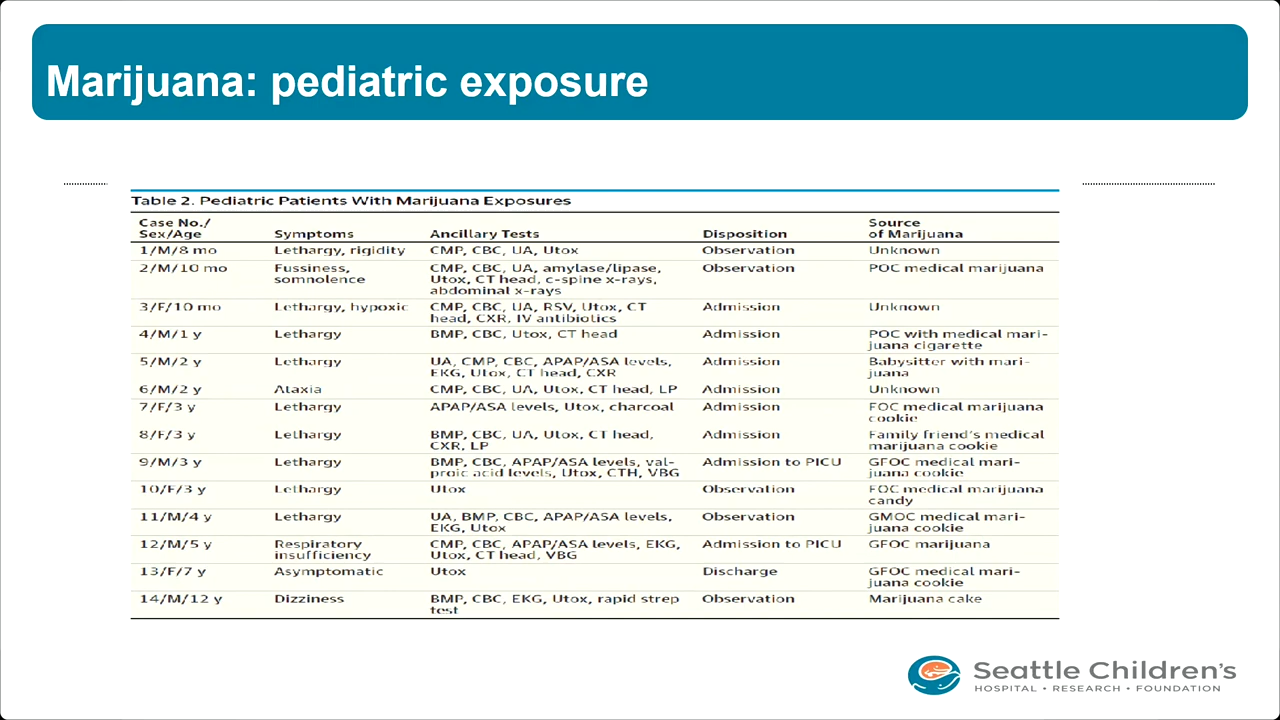 Marijuana: pediatric exposure
Table 2. Pediatric Patients With Marijuana Exposures
Case No./ Sex/Age Symptoms Ancillary Tests Disposition Source of Marijuana
1/M/8 mo Lethargy, rigidity CMP, CBC, UA, Utox Observation Unknown
2/M/10 mo Fussiness, somnolence CMP, CBC, UA, amylase/lipase, Utox, CT head, c-spine x-rays, abdominal x-rays Observation POC medical marijuana
3/F/10 mo Lethargy, hypoxic CMP, CBC, UA, RSV, Utox, CT head, CXR, IV antibiotics Admission Unknown
4/M/1 y Lethargy BMP, CBC, Utox, CT head Admission POC with medical mari-juana cigarette
5/M/2 y Lethargy UA, CMP, CBC, APAP/ASA levels, EKG, Utox, CT head, CXR Admission Babysitter with mari-juana
6/M/2 y Ataxia CMP, CBC, UA, Utox, CT head, LP Admission Unknown
7/F/3 y Lethargy APAP/ASA levels, Utox, charcoal Admission FOC medical marijuana cookie
8/F/3 y Lethargy BMP, CBC, UA, Utox, CT head, CXR, LP Admission Family friend's medical marijuana cookie
9/M/3 y Lethargy BMP, CBC, APAP/ASA levels, val-proic acid levels, Utox, CTH, VBG Admission to PICU GFOC medical mari-juana cookie
10/F/3 y Lethargy Utox Observation FOC medical marijuana candy
11/M/4 y Lethargy UA, BMP, CBC, APAP/ASA levels, EKG, Utox Observation GMOC medical mari-juana cookie
12/M/5 y Respiratory insufficiency CMP, CBC, APAP/ASA levels, EKG, Utox, CT head, VBG Admission to PICU GFOC marijuana
13/F/7 y Asymptomatic Utox Discharge GFOC medical mari-juana cookie
14/M/12 y Dizziness BMP, CBC, EKG, Utox, rapid strep test Observation Marijuana cake
Seattle Children's
HOSPITAL • RESEARCH • FOUNDATION